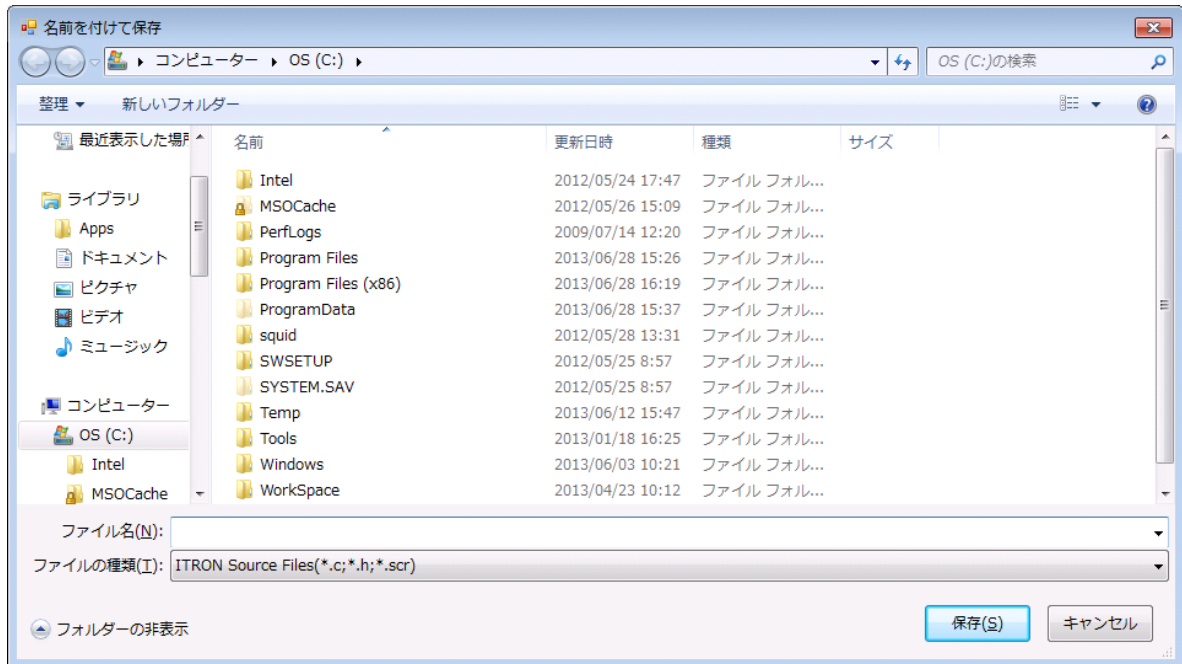 名前を付けて保存
コンピューター OS (C:)
OS (C:)の検索
整理 新しいフォルダー
最近表示した場所
ライブラリ
Apps
ドキュメント
ピクチャ
ビデオ
ミュージック
コンピューター
OS (C:)
Intel
MSOCache
名前 更新日時 種類 サイズ
Intel 2012/05/24 17:47 ファイル フォル...
MSOCache 2012/05/26 15:09 ファイル フォル...
PerfLogs 2009/07/14 12:20 ファイル フォル...
Program Files 2013/06/28 15:26 ファイル フォル...
Program Files (x86) 2013/06/28 16:19 ファイル フォル...
ProgramData 2013/06/28 15:37 ファイル フォル...
squid 2012/05/28 13:31 ファイル フォル...
SWSETUP 2012/05/25 8:57 ファイル フォル...
SYSTEM.SAV 2012/05/25 8:57 ファイル フォル...
Temp 2013/06/12 15:47 ファイル フォル...
Tools 2013/01/18 16:25 ファイル フォル...
Windows 2013/06/03 10:21 ファイル フォル...
WorkSpace 2013/04/23 10:12 ファイル フォル...
ファイル名(N):
ファイルの種類(T): ITRON Source Files(*.c;*.h;*.scr)
フォルダーの非表示
保存(S) キャンセル